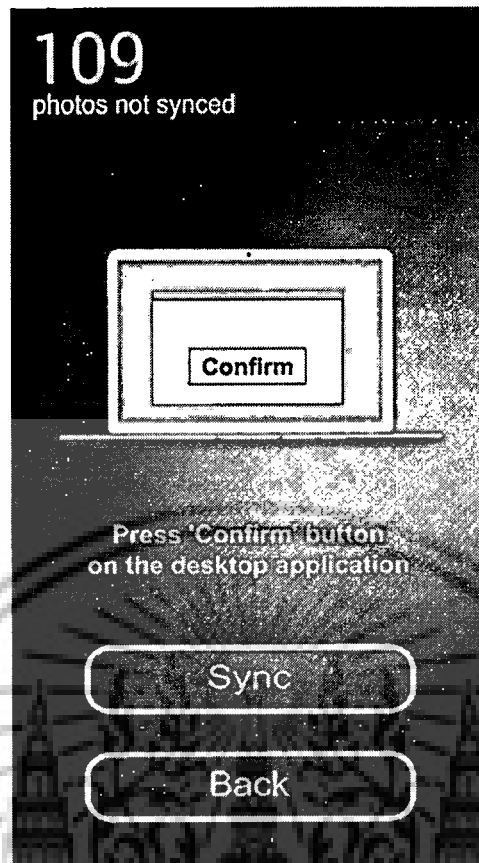 109
photos not synced
Confirm
Press 'Confirm' button
on the desktop application
Sync
Back